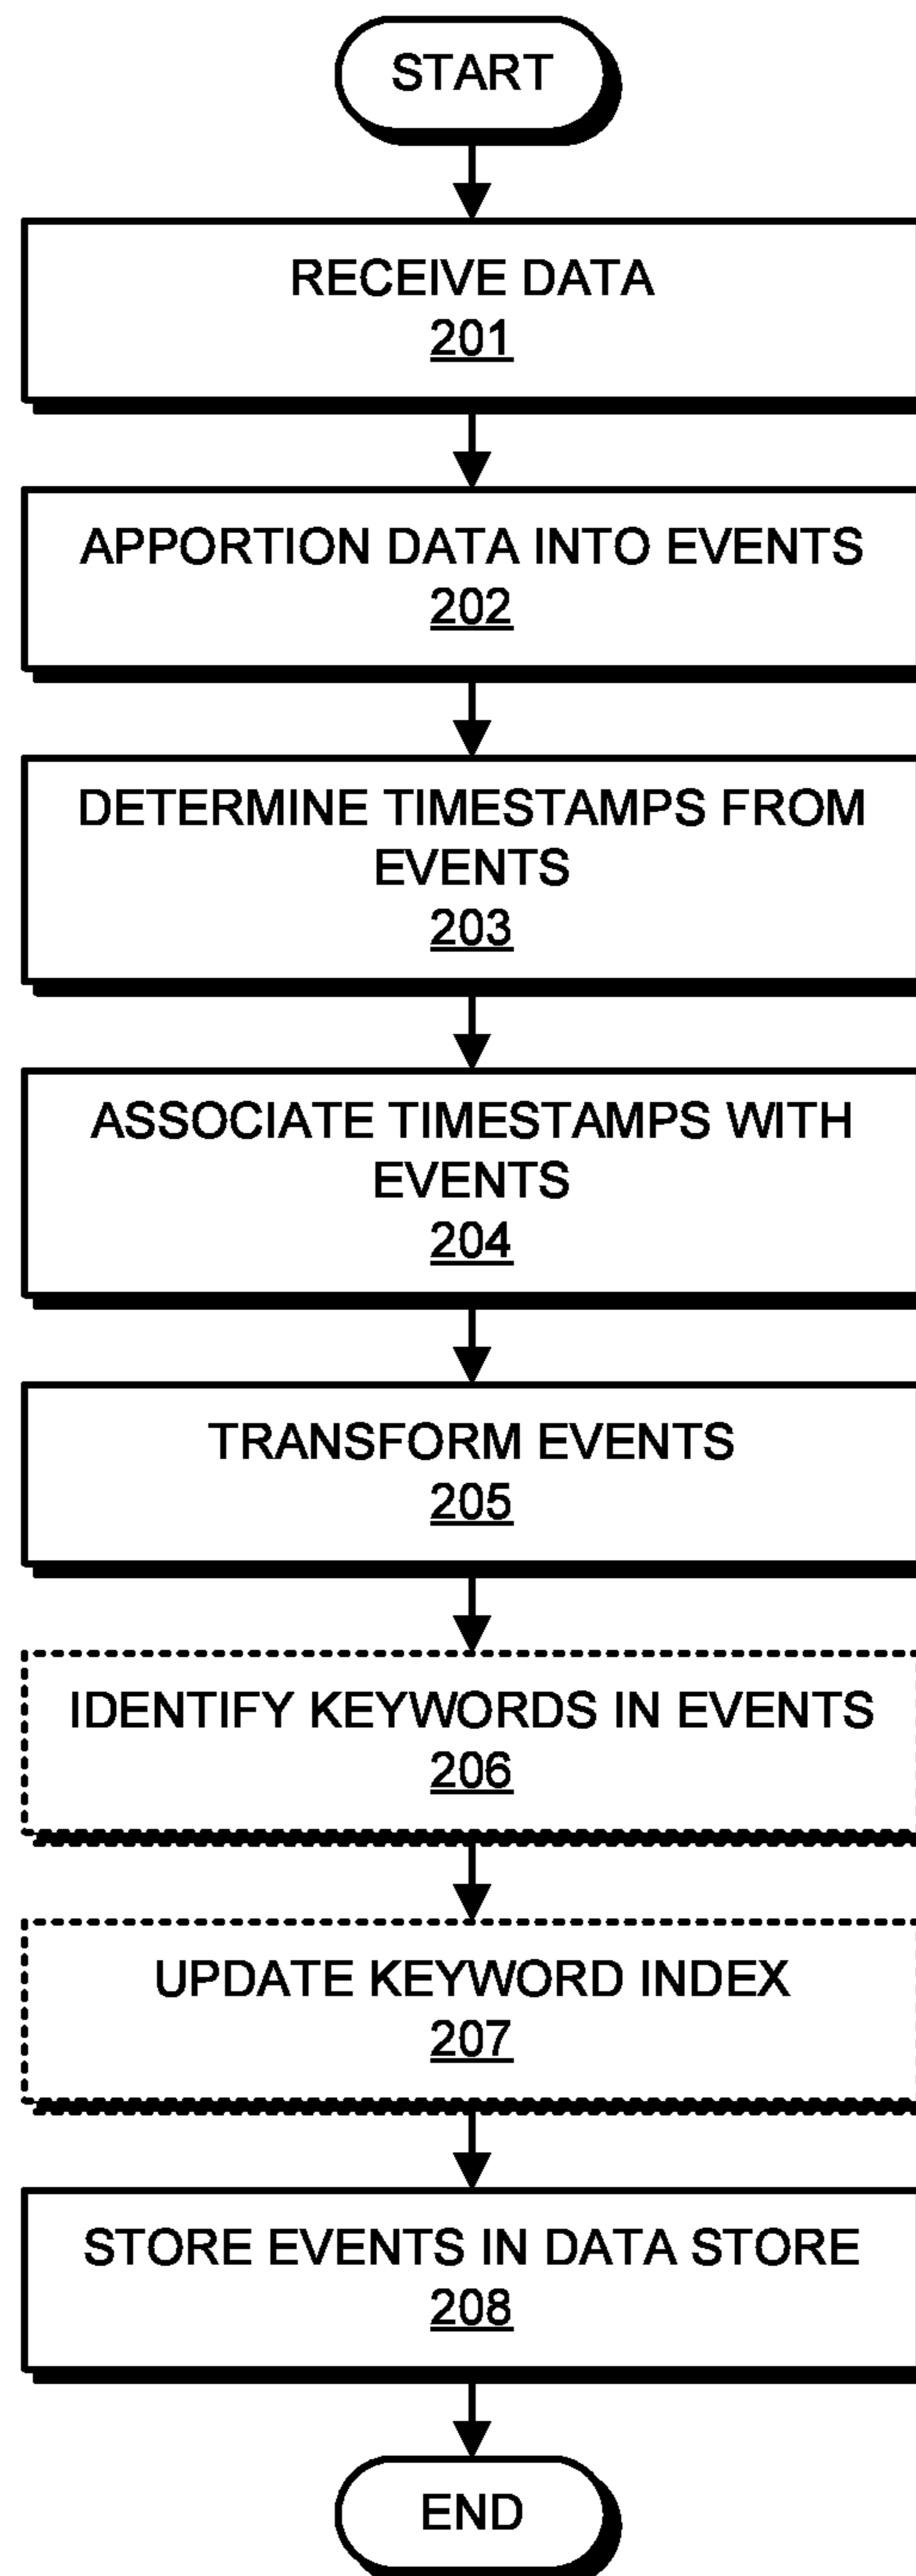 START
RECEIVE DATA
201
APPORTION DATA INTO EVENTS
202
DETERMINE TIMESTAMPS FROM
EVENTS
203
ASSOCIATE TIMESTAMPS WITH
EVENTS
204
TRANSFORM EVENTS
205
IDENTIFY KEYWORDS IN EVENTS
206
UPDATE KEYWORD INDEX
207
STORE EVENTS IN DATA STORE
208
END